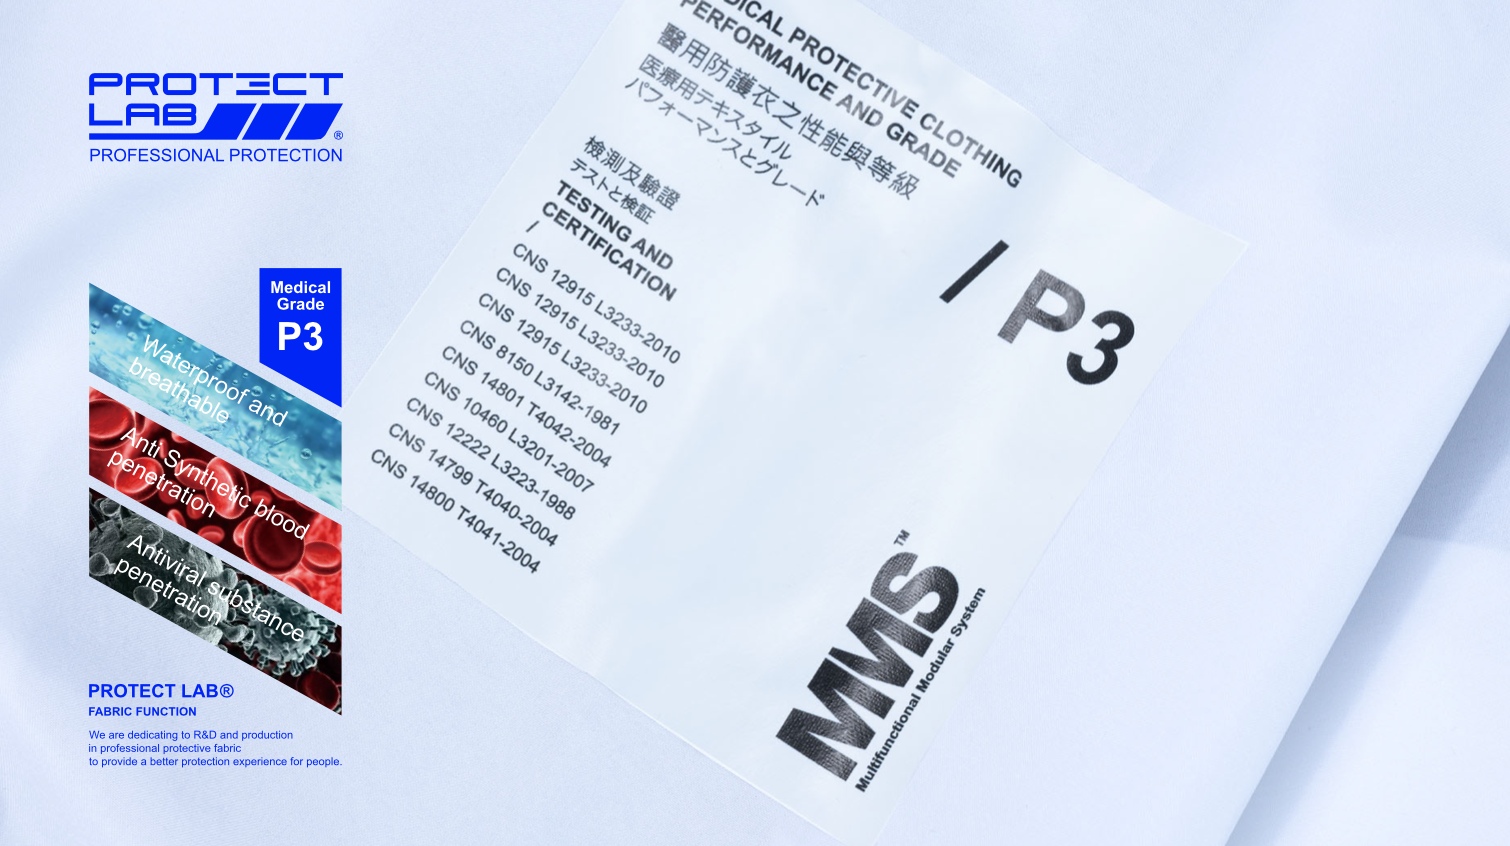 PROTECT
LAB
®
PROFESSIONAL PROTECTION
Medical
Grade
P3
Waterproof and
breathable
Anti Synthetic blood
penetration
Antiviral substance
penetration
PROTECT LAB®
FABRIC FUNCTION
We are dedicating to R&D and production
in professional protective fabric
to provide a better protection experience for people.
PROTECTIVE CLOTHING
PERFORMANCE AND GRADE
醫用防護衣之性能與等級
医療用テキスタイル
パフォーマンスとグレード
/ P3
檢測及驗證
テストと検証
TESTING AND
CERTIFICATION
/
CNS 12915 L3233-2010
CNS 12915 L3233-2010
CNS 12915 L3233-2010
CNS 8150 L3142-1981
CNS 14801 T4042-2004
CNS 10460 L3201-2007
CNS 12222 L3223-1988
CNS 14799 T4040-2004
CNS 14800 T4041-2004
MMS™
Multifunctional Modular System